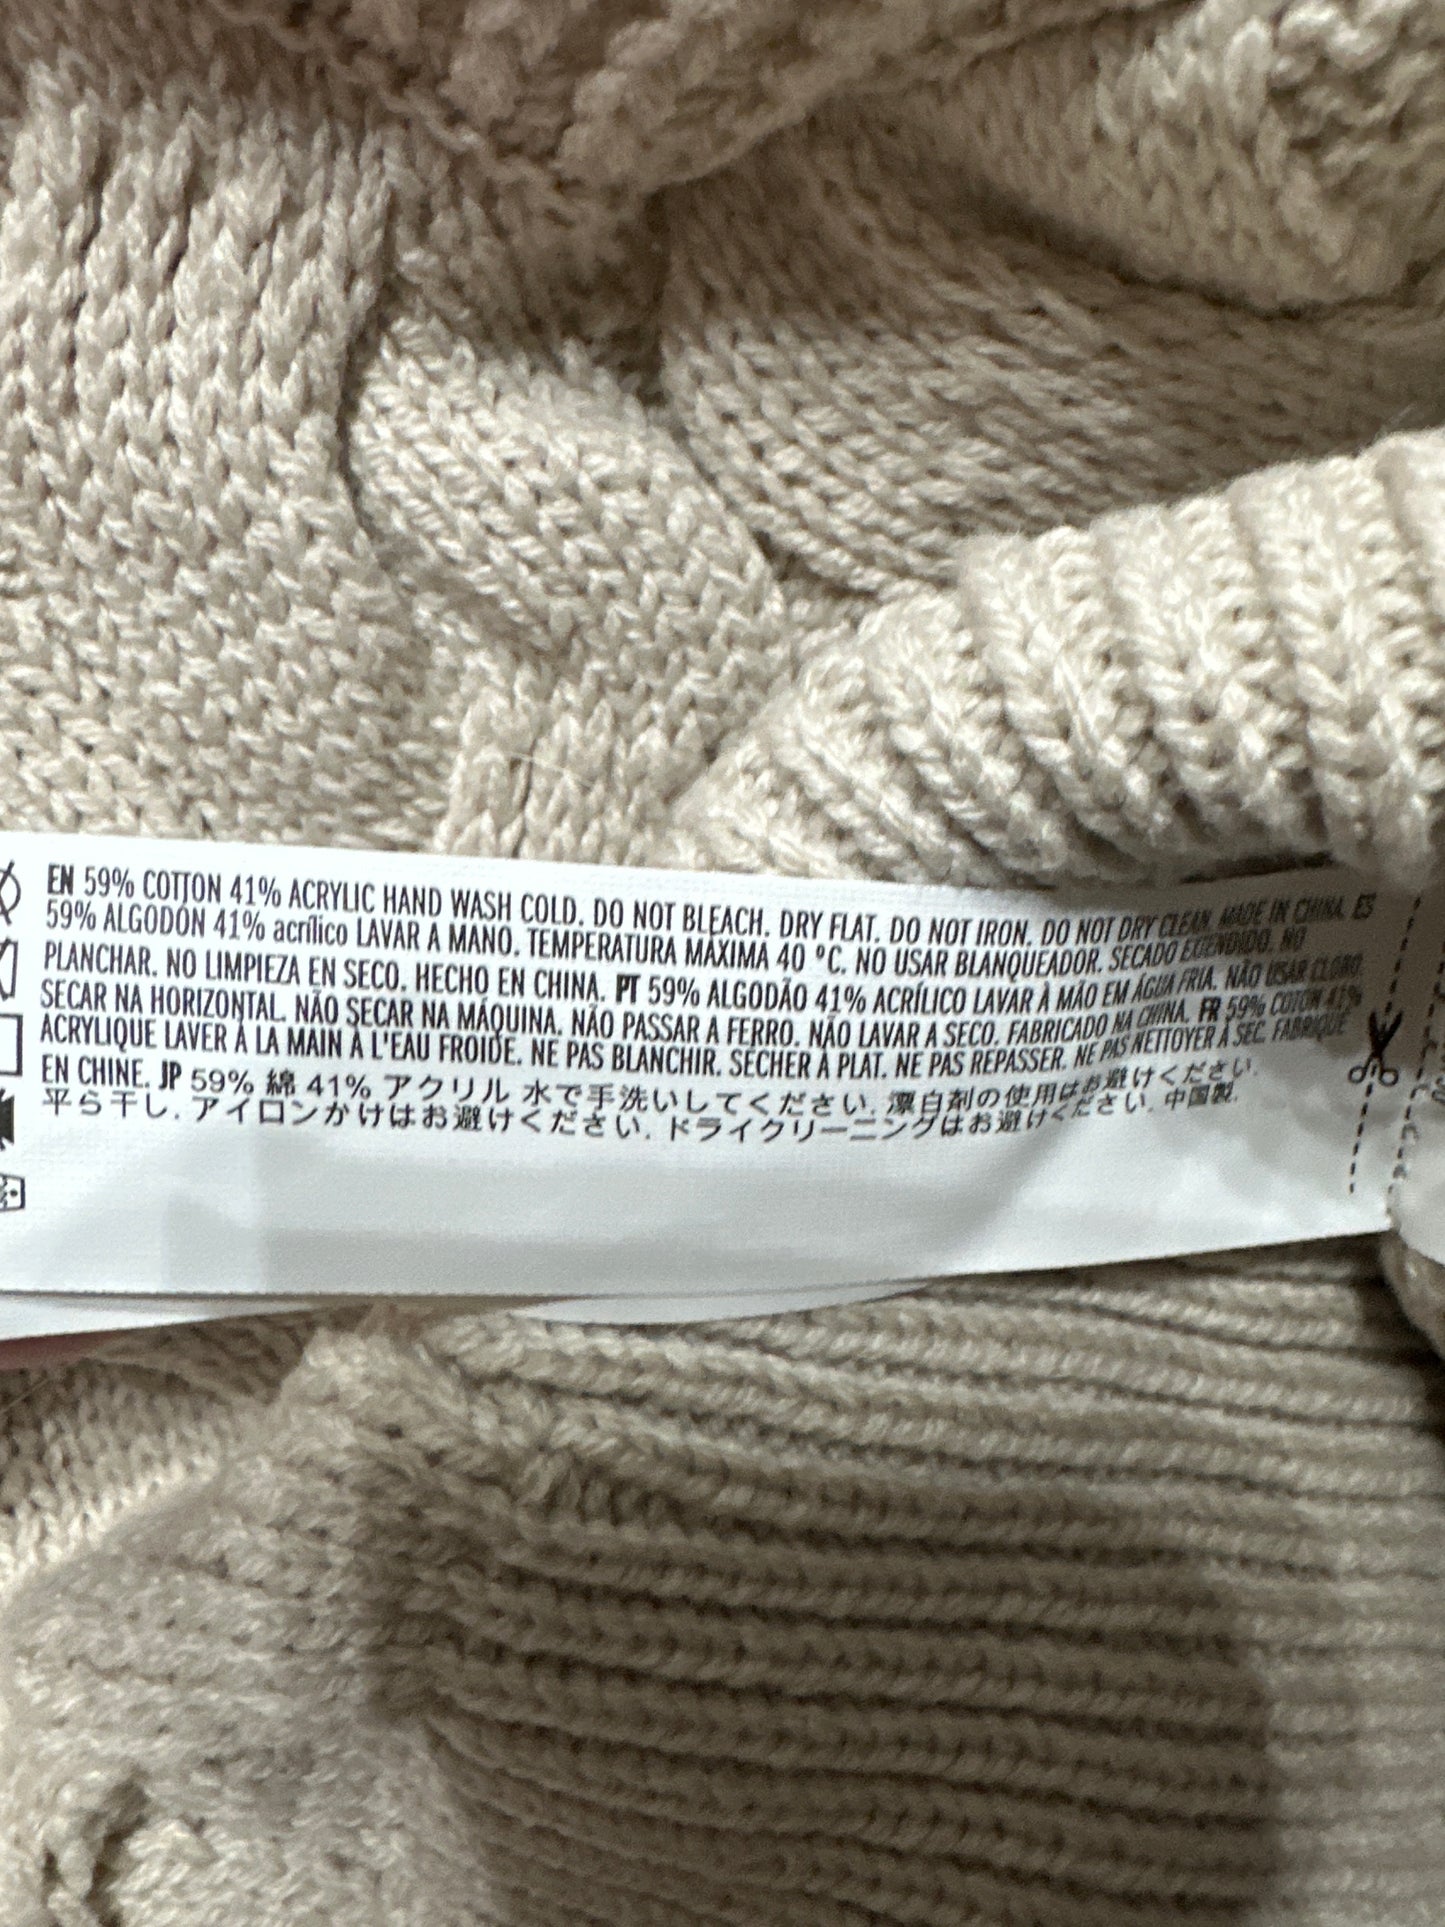 EN 59% COTTON 41% ACRYLIC HAND WASH COLD. DO NOT BLEACH. DRY FLAT. DO NOT IRON. DO NOT DRY CLEAN. MADE IN CHINA. ES
59% ALGODÓN 41% acrílico LAVAR A MANO. TEMPERATURA MÁXIMA 40 °C. NO USAR BLANQUEADOR. SECADO EXTENDIDO. NO
PLANCHAR. NO LIMPIEZA EN SECO. HECHO EN CHINA. PT 59% ALGODÃO 41% ACRÍLICO LAVAR À MÃO EM ÁGUA FRIA. NÃO USAR CLORO.
SECAR NA HORIZONTAL. NÃO SECAR NA MÁQUINA. NÃO PASSAR A FERRO. NÃO LAVAR A SECO. FABRICADO NA CHINA. FR 59% COTON 41%
ACRYLIQUE LAVER À LA MAIN À L'EAU FROIDE. NE PAS BLANCHIR. SÉCHER À PLAT. NE PAS REPASSER. NE PAS NETTOYER À SEC. FABRIQUÉ
EN CHINE. JP 59% 綿 41% アクリル 水で手洗いしてください. 漂白剤の使用はお避けください.
平ら干し. アイロンかけはお避けください. ドライクリーニングはお避けください. 中国製.